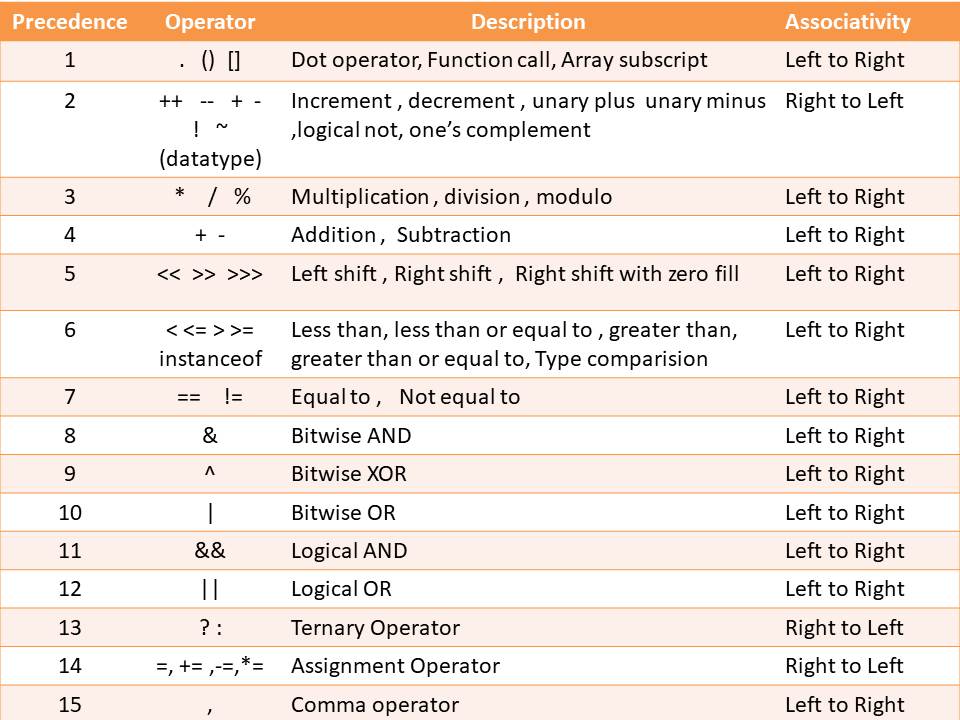 Precedence Operator Description Associativity
1 . () [] Dot operator, Function call, Array subscript Left to Right
2 ++ -- + - Increment , decrement , unary plus unary minus Right to Left
! ~ ,logical not, one’s complement
(datatype)
3 * / % Multiplication , division , modulo Left to Right
4 + - Addition , Subtraction Left to Right
5 << >> >>> Left shift , Right shift , Right shift with zero fill Left to Right
6 < <= > >= Less than, less than or equal to , greater than, Left to Right
instanceof greater than or equal to, Type comparision
7 == != Equal to , Not equal to Left to Right
8 & Bitwise AND Left to Right
9 ^ Bitwise XOR Left to Right
10 | Bitwise OR Left to Right
11 && Logical AND Left to Right
12 || Logical OR Left to Right
13 ? : Ternary Operator Right to Left
14 =, += ,-=,*= Assignment Operator Right to Left
15 , Comma operator Left to Right